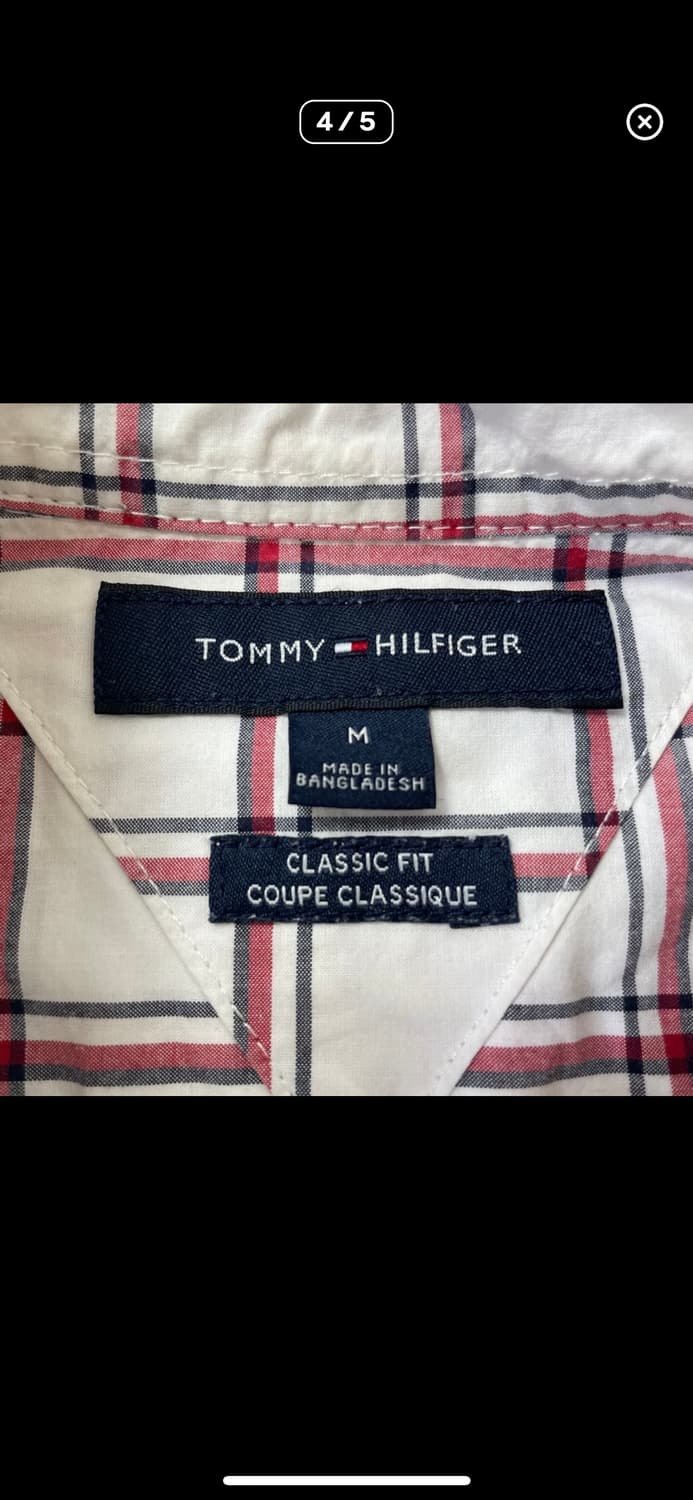 4/5
TOMMY HILFIGER
M
MADE IN
BANGLADESH
CLASSIC FIT
COUPE CLASSIQUE